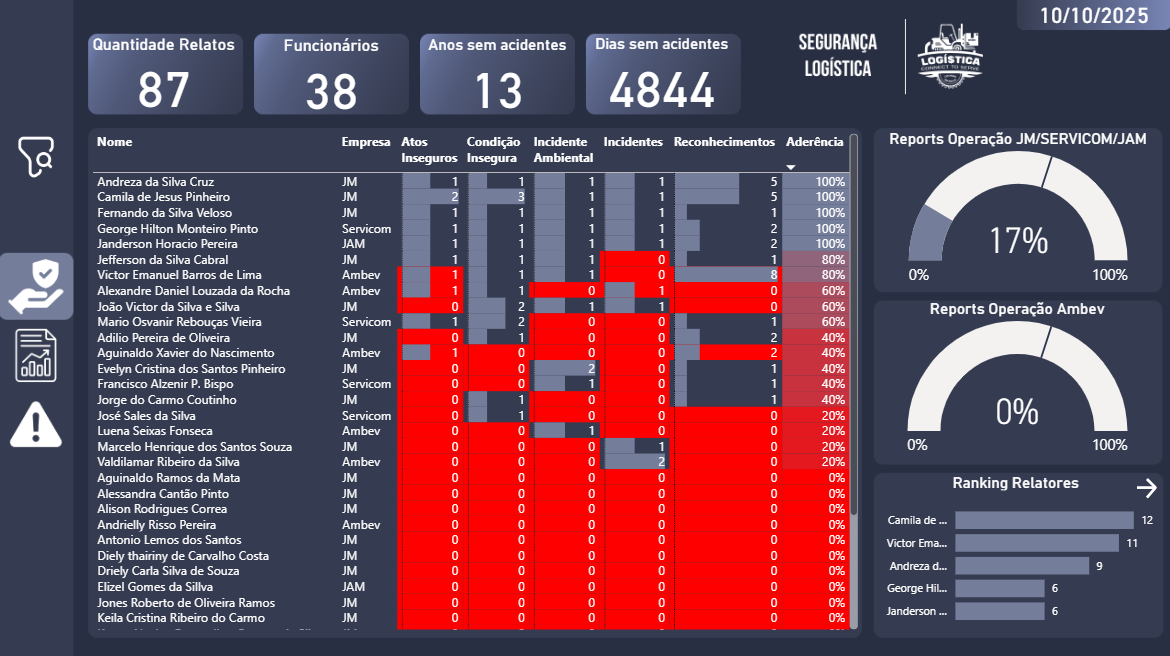 10/10/2025
Quantidade Relatos
87
Funcionários
38
Anos sem acidentes
13
Dias sem acidentes
4844
SEGURANÇA
LOGÍSTICA
LOGÍSTICA
CONNECT TO SERVE
Nome Empresa Atos Inseguros Condição Insegura Incidente Ambiental Incidentes Reconhecimentos Aderência
Andreza da Silva Cruz JM 1 1 1 1 5 100%
Camila de Jesus Pinheiro JM 2 3 1 1 5 100%
Fernando da Silva Veloso JM 1 1 1 1 1 100%
George Hilton Monteiro Pinto Servicom 1 1 1 1 2 100%
Janderson Horacio Pereira JAM 1 1 1 1 2 100%
Jefferson da Silva Cabral JM 1 1 1 0 1 80%
Victor Emanuel Barros de Lima Ambev 1 1 1 0 8 80%
Alexandre Daniel Louzada da Rocha Ambev 1 1 0 1 0 60%
João Victor da Silva e Silva JM 0 2 1 1 0 60%
Mario Osvanir Rebouças Vieira Servicom 1 2 0 0 1 60%
Adilio Pereira de Oliveira JM 0 1 0 0 2 40%
Aguinaldo Xavier do Nascimento Ambev 1 0 0 0 2 40%
Evelyn Cristina dos Santos Pinheiro JM 0 0 2 0 1 40%
Francisco Alzenir P. Bispo Servicom 0 0 1 0 1 40%
Jorge do Carmo Coutinho JM 0 1 0 0 1 40%
José Sales da Silva Servicom 0 1 0 0 0 20%
Luena Seixas Fonseca Ambev 0 0 1 0 0 20%
Marcelo Henrique dos Santos Souza JM 0 0 0 1 0 20%
Valdilamar Ribeiro da Silva Ambev 0 0 0 2 0 20%
Aguinaldo Ramos da Mata JM 0 0 0 0 0 0%
Alessandra Cantão Pinto JM 0 0 0 0 0 0%
Alison Rodrigues Correa JM 0 0 0 0 0 0%
Andrielly Risso Pereira Ambev 0 0 0 0 0 0%
Antonio Lemos dos Santos JM 0 0 0 0 0 0%
Diely thairiny de Carvalho Costa JM 0 0 0 0 0 0%
Driely Carla Silva de Souza JM 0 0 0 0 0 0%
Elizel Gomes da Sillva JAM 0 0 0 0 0 0%
Jones Roberto de Oliveira Ramos JM 0 0 0 0 0 0%
Keila Cristina Ribeiro do Carmo JM 0 0 0 0 0 0%
Reports Operação JM/SERVICOM/JAM
17%
0% 100%
Reports Operação Ambev
0%
0% 100%
Ranking Relatores
Camila de ... 12
Victor Ema... 11
Andreza d... 9
George Hil... 6
Janderson ... 6